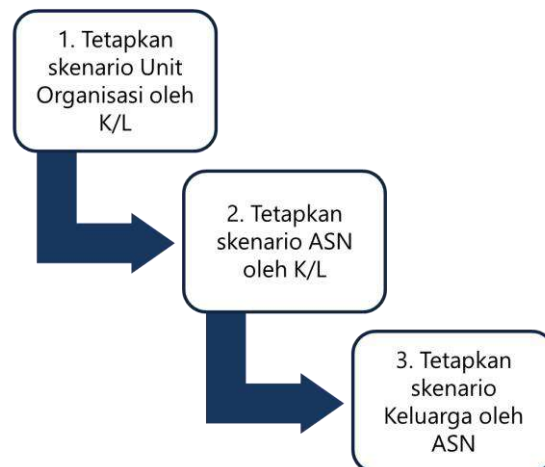 1. Tetapkan
skenario Unit
Organisasi oleh
K/L
2. Tetapkan
skenario ASN
oleh K/L
3. Tetapkan
skenario
Keluarga oleh
ASN